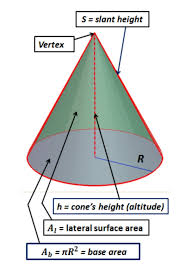 S = slant height
Vertex
R
h = cone's height (altitude)
A_l = lateral surface area
A_b = πR² = base area